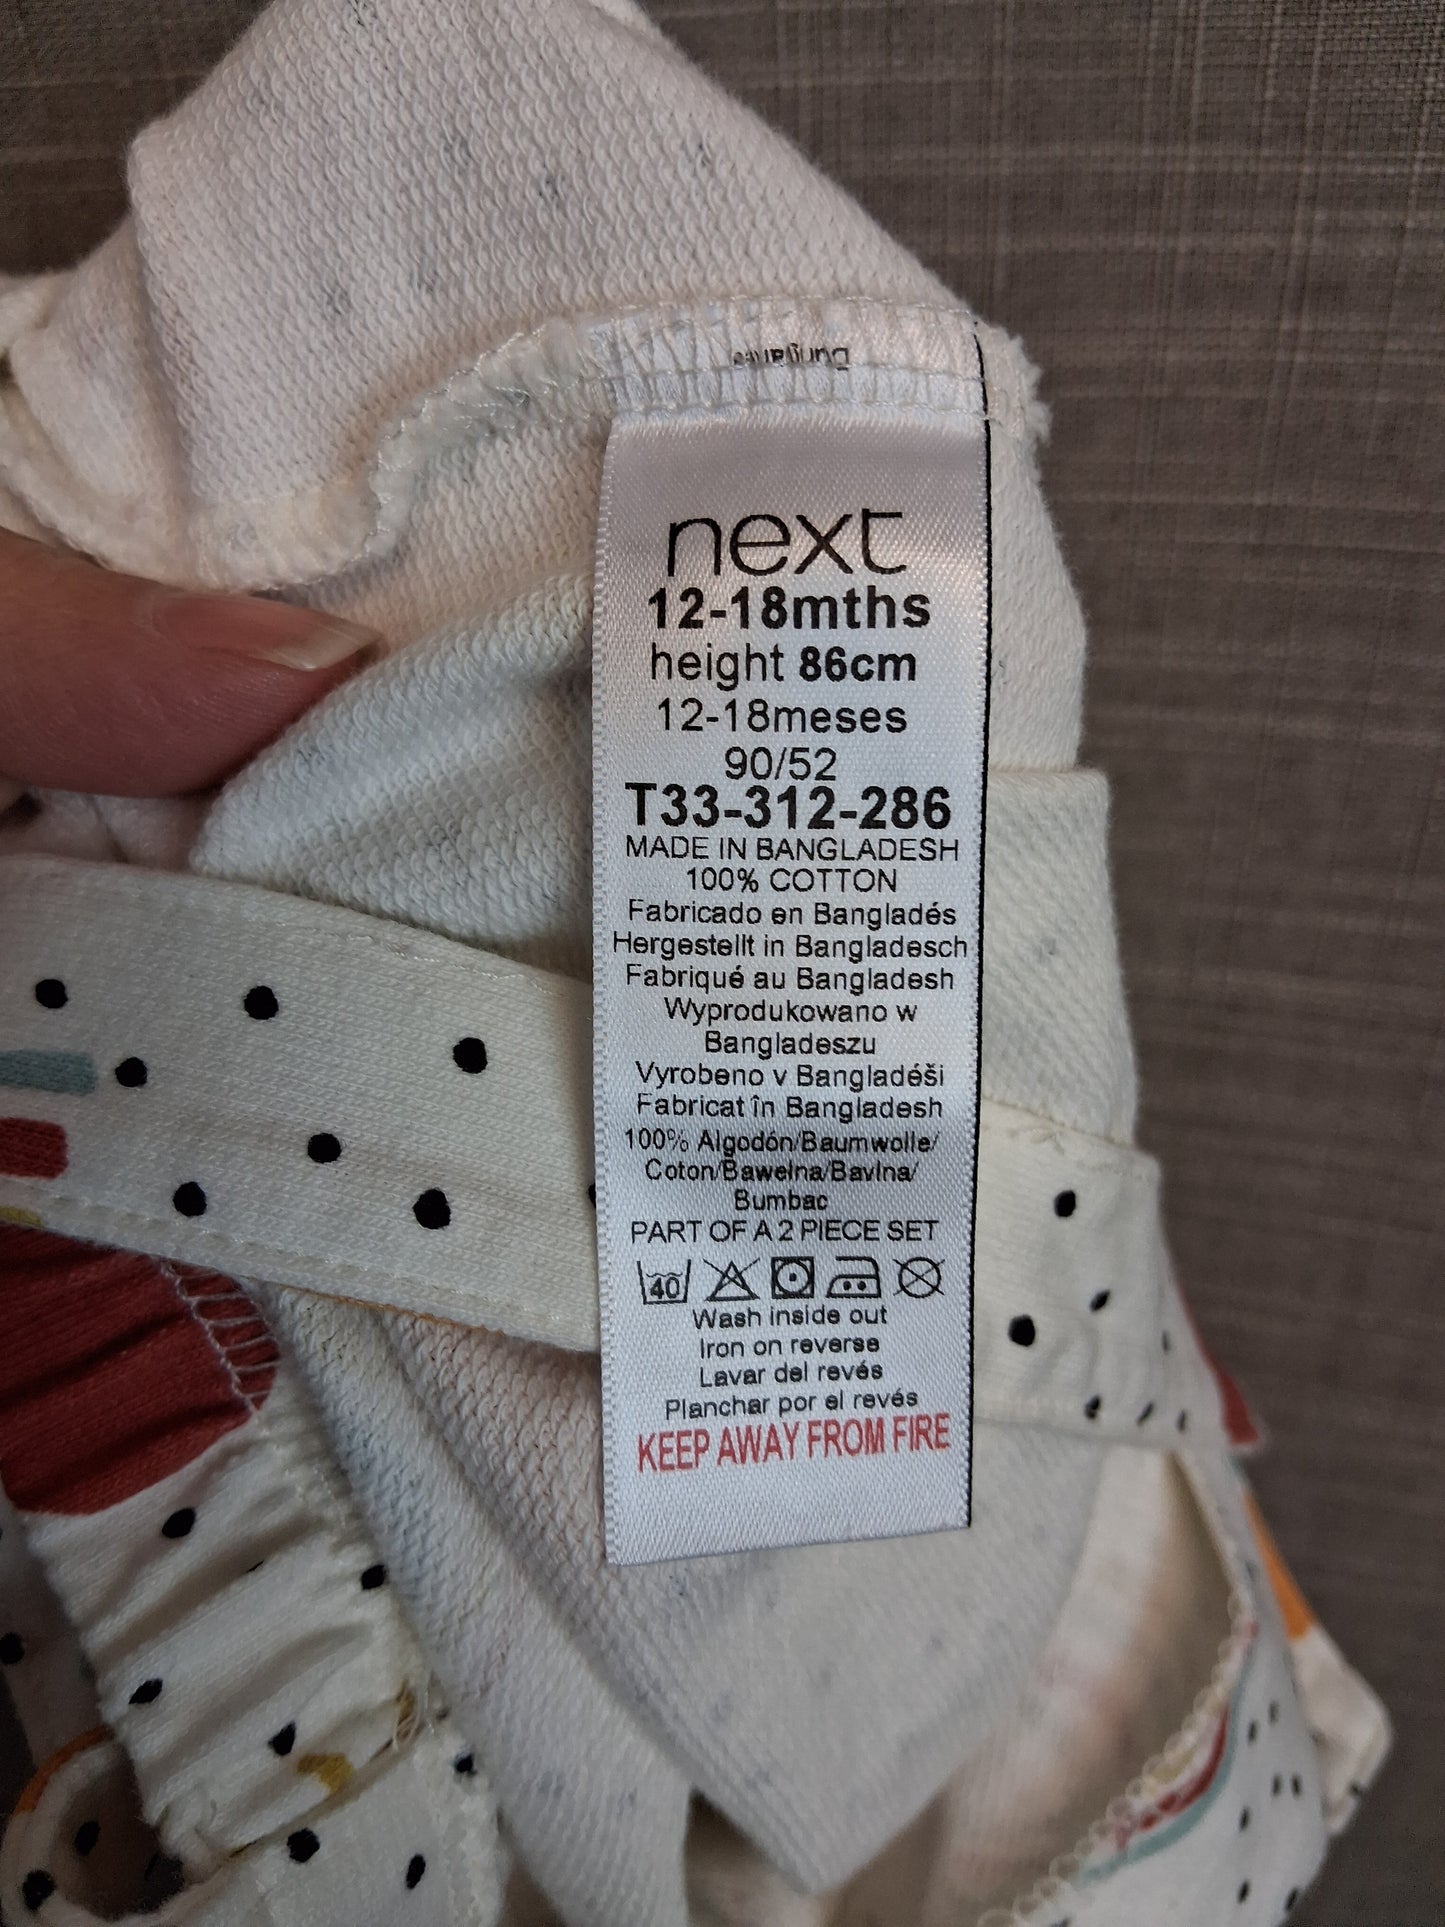 Dungarees
next
12-18mths
height 86cm
12-18meses
90/52
T33-312-286
MADE IN BANGLADESH
100% COTTON
Fabricado en Bangladés
Hergestellt in Bangladesch
Fabriqué au Bangladesh
Wyprodukowano w
Bangladeszu
Vyrobeno v Bangladéši
Fabricat în Bangladesh
100% Algodón/Baumwolle/
Coton/Bawełna/Bavlna/
Bumbac
PART OF A 2 PIECE SET
40
Wash inside out
Iron on reverse
Lavar del revés
Planchar por el revés
KEEP AWAY FROM FIRE